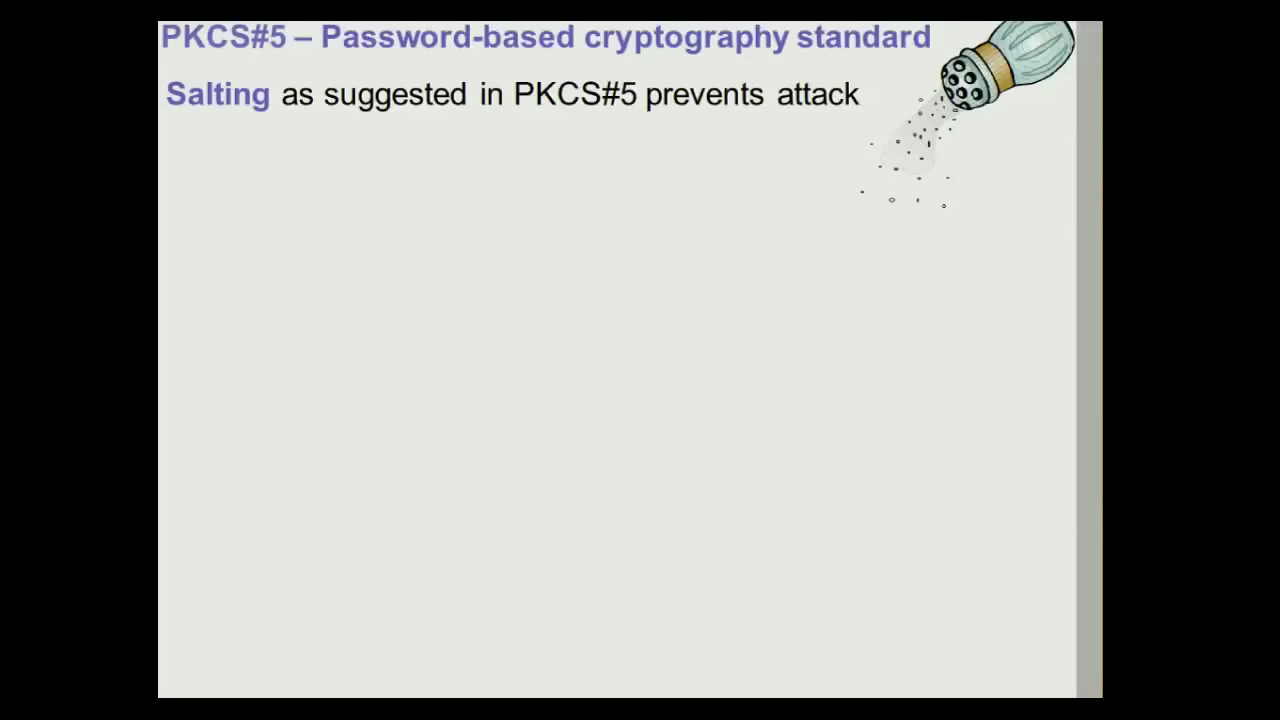 PKCS#5 – Password-based cryptography standard
Salting as suggested in PKCS#5 prevents attack